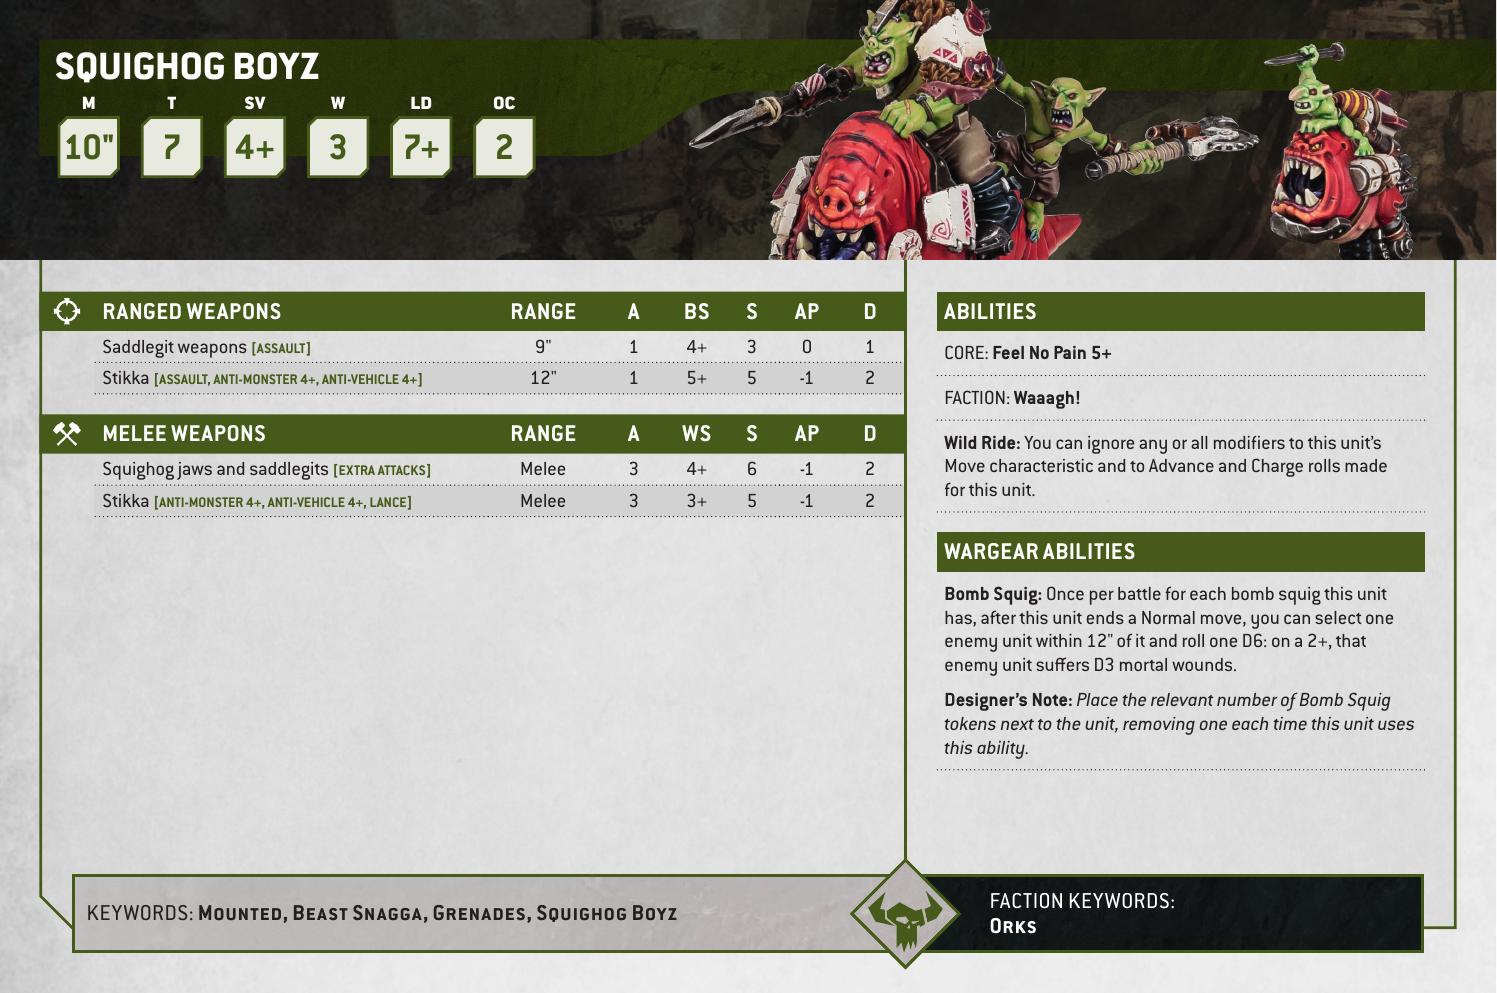 SQUIGHOG BOYZ
M T SV W LD OC
10" 7 4+ 3 7+ 2
RANGED WEAPONS RANGE A BS S AP D
Saddlegit weapons [ASSAULT] 9" 1 4+ 3 0 1
Stikka [ASSAULT, ANTI-MONSTER 4+, ANTI-VEHICLE 4+] 12" 1 5+ 5 -1 2
MELEE WEAPONS RANGE A WS S AP D
Squighog jaws and saddlegits [EXTRA ATTACKS] Melee 3 4+ 6 -1 2
Stikka [ANTI-MONSTER 4+, ANTI-VEHICLE 4+, LANCE] Melee 3 3+ 5 -1 2
ABILITIES
CORE: Feel No Pain 5+
FACTION: Waaagh!
Wild Ride: You can ignore any or all modifiers to this unit’s
Move characteristic and to Advance and Charge rolls made
for this unit.
WARGEAR ABILITIES
Bomb Squig: Once per battle for each bomb squig this unit
has, after this unit ends a Normal move, you can select one
enemy unit within 12" of it and roll one D6: on a 2+, that
enemy unit suffers D3 mortal wounds.
Designer’s Note: Place the relevant number of Bomb Squig
tokens next to the unit, removing one each time this unit uses
this ability.
KEYWORDS: MOUNTED, BEAST SNAGGA, GRENADES, SQUIGHOG BOYZ
FACTION KEYWORDS:
ORKS